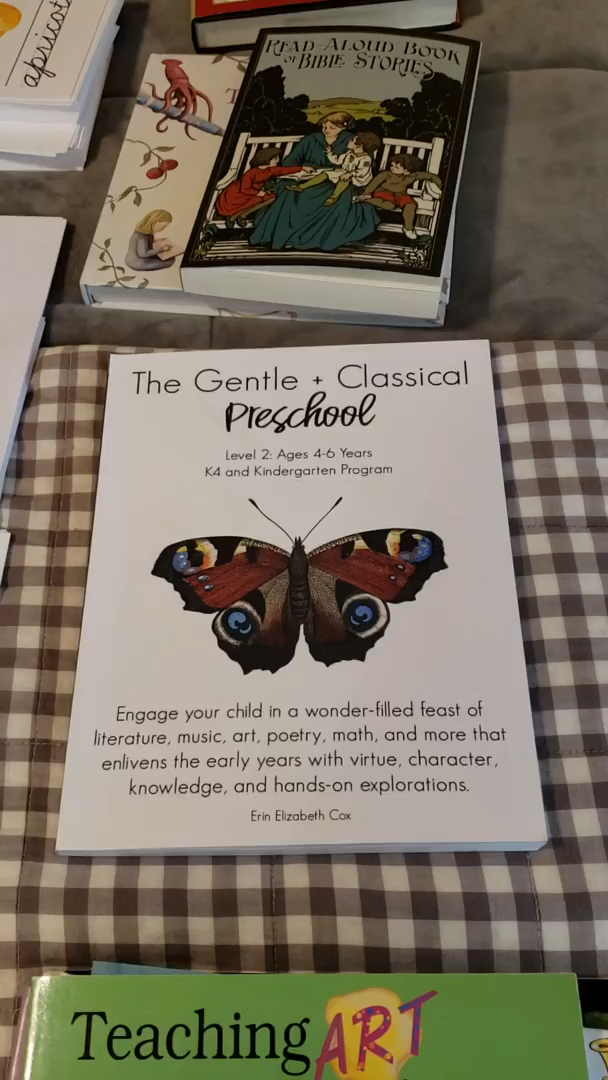 apricot
READ-ALOUD BOOK
OF BIBLE STORIES
T
The Gentle + Classical
Preschool
Level 2: Ages 4-6 Years
K4 and Kindergarten Program
Engage your child in a wonder-filled feast of
literature, music, art, poetry, math, and more that
enlivens the early years with virtue, character,
knowledge, and hands-on explorations.
Erin Elizabeth Cox
Teaching ART